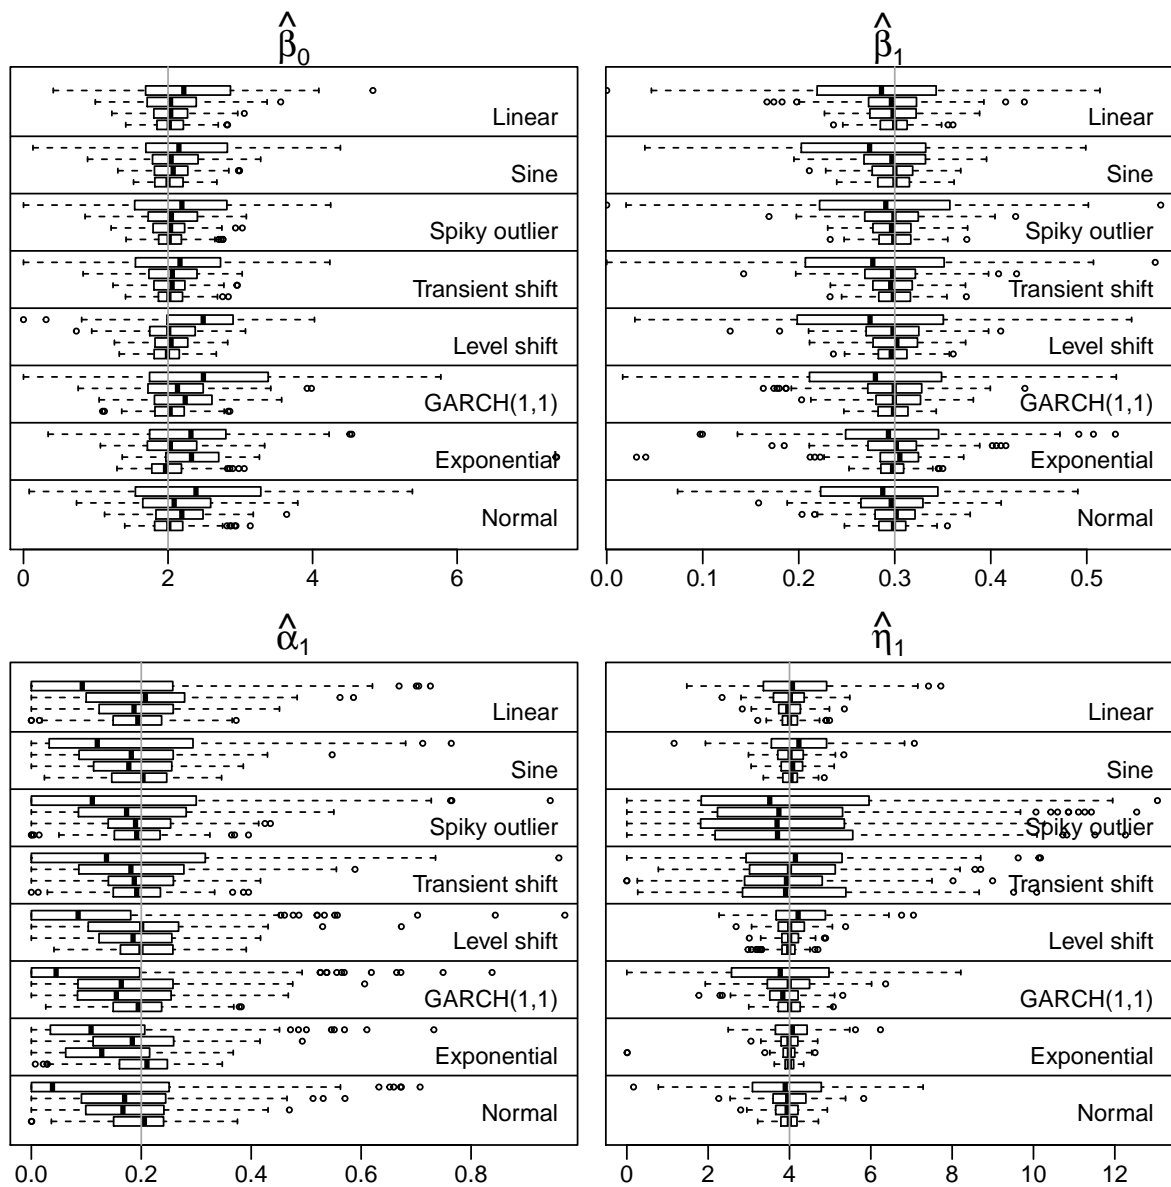 β̂0
Linear
Sine
Spiky outlier
Transient shift
Level shift
GARCH(1,1)
Exponential
Normal
0 2 4 6
β̂1
Linear
Sine
Spiky outlier
Transient shift
Level shift
GARCH(1,1)
Exponential
Normal
0.0 0.1 0.2 0.3 0.4 0.5
α̂1
Linear
Sine
Spiky outlier
Transient shift
Level shift
GARCH(1,1)
Exponential
Normal
0.0 0.2 0.4 0.6 0.8
η̂1
Linear
Sine
Spiky outlier
Transient shift
Level shift
GARCH(1,1)
Exponential
Normal
0 2 4 6 8 10 12